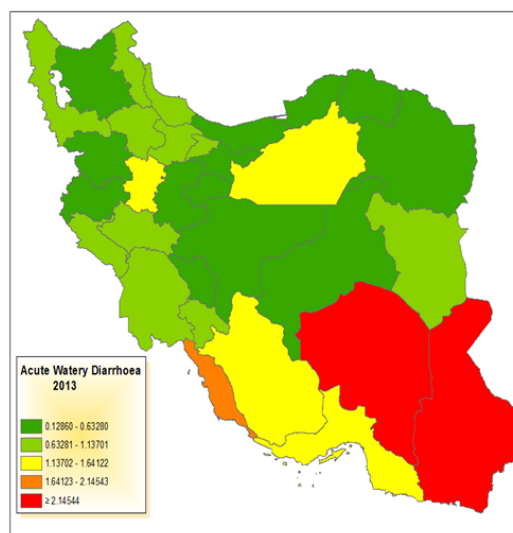 Acute Watery Diarrhoea
2013
0.12860 - 0.63280
0.63281 - 1.13701
1.13702 - 1.64122
1.64123 - 2.14543
≥ 2.14544